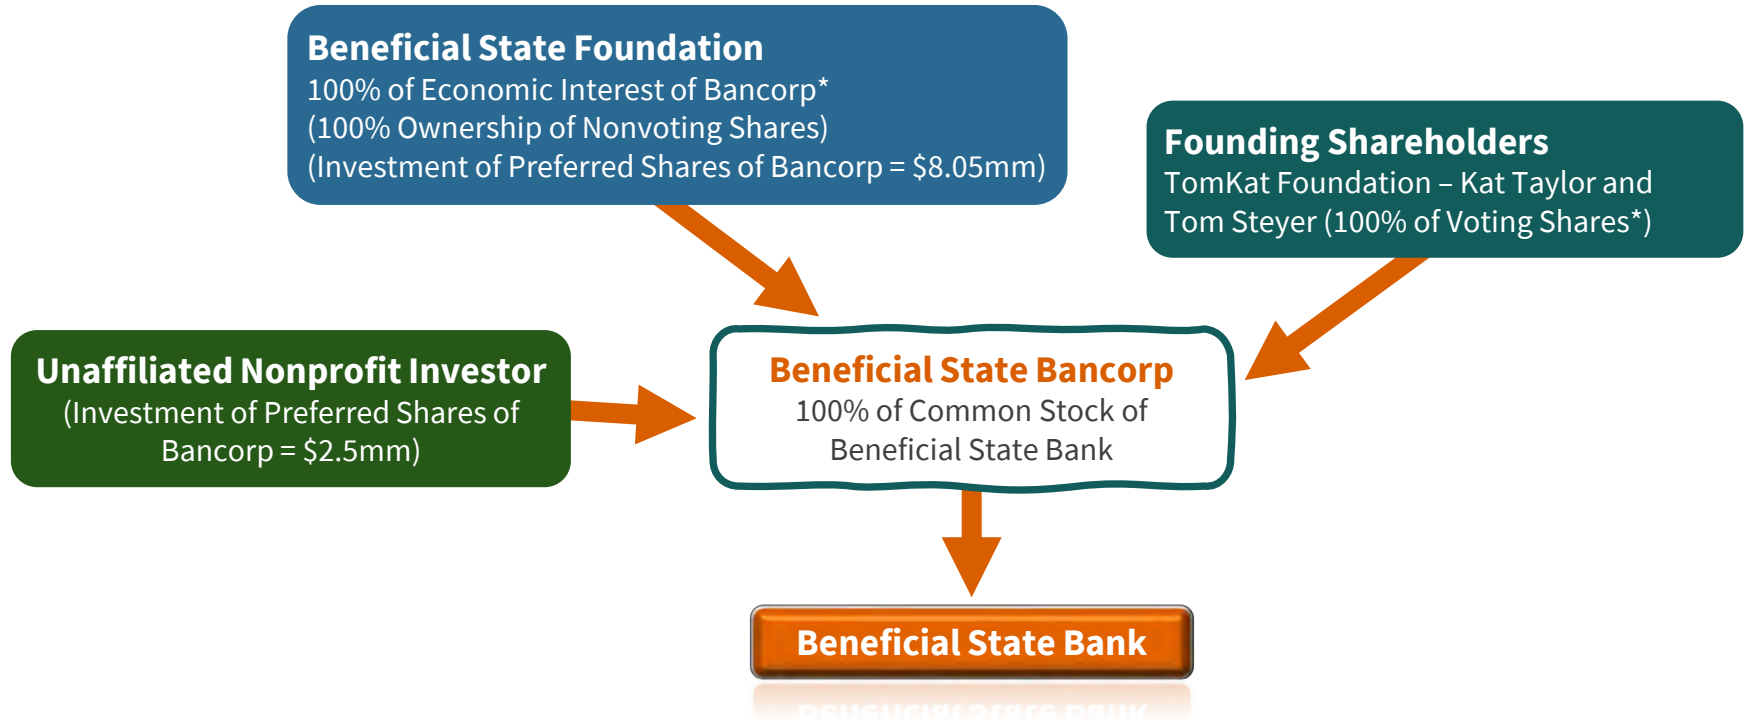 Beneficial State Foundation
100% of Economic Interest of Bancorp*
(100% Ownership of Nonvoting Shares)
(Investment of Preferred Shares of Bancorp = $8.05mm)
Founding Shareholders
TomKat Foundation – Kat Taylor and
Tom Steyer (100% of Voting Shares*)
Unaffiliated Nonprofit Investor
(Investment of Preferred Shares of
Bancorp = $2.5mm)
Beneficial State Bancorp
100% of Common Stock of
Beneficial State Bank
Beneficial State Bank